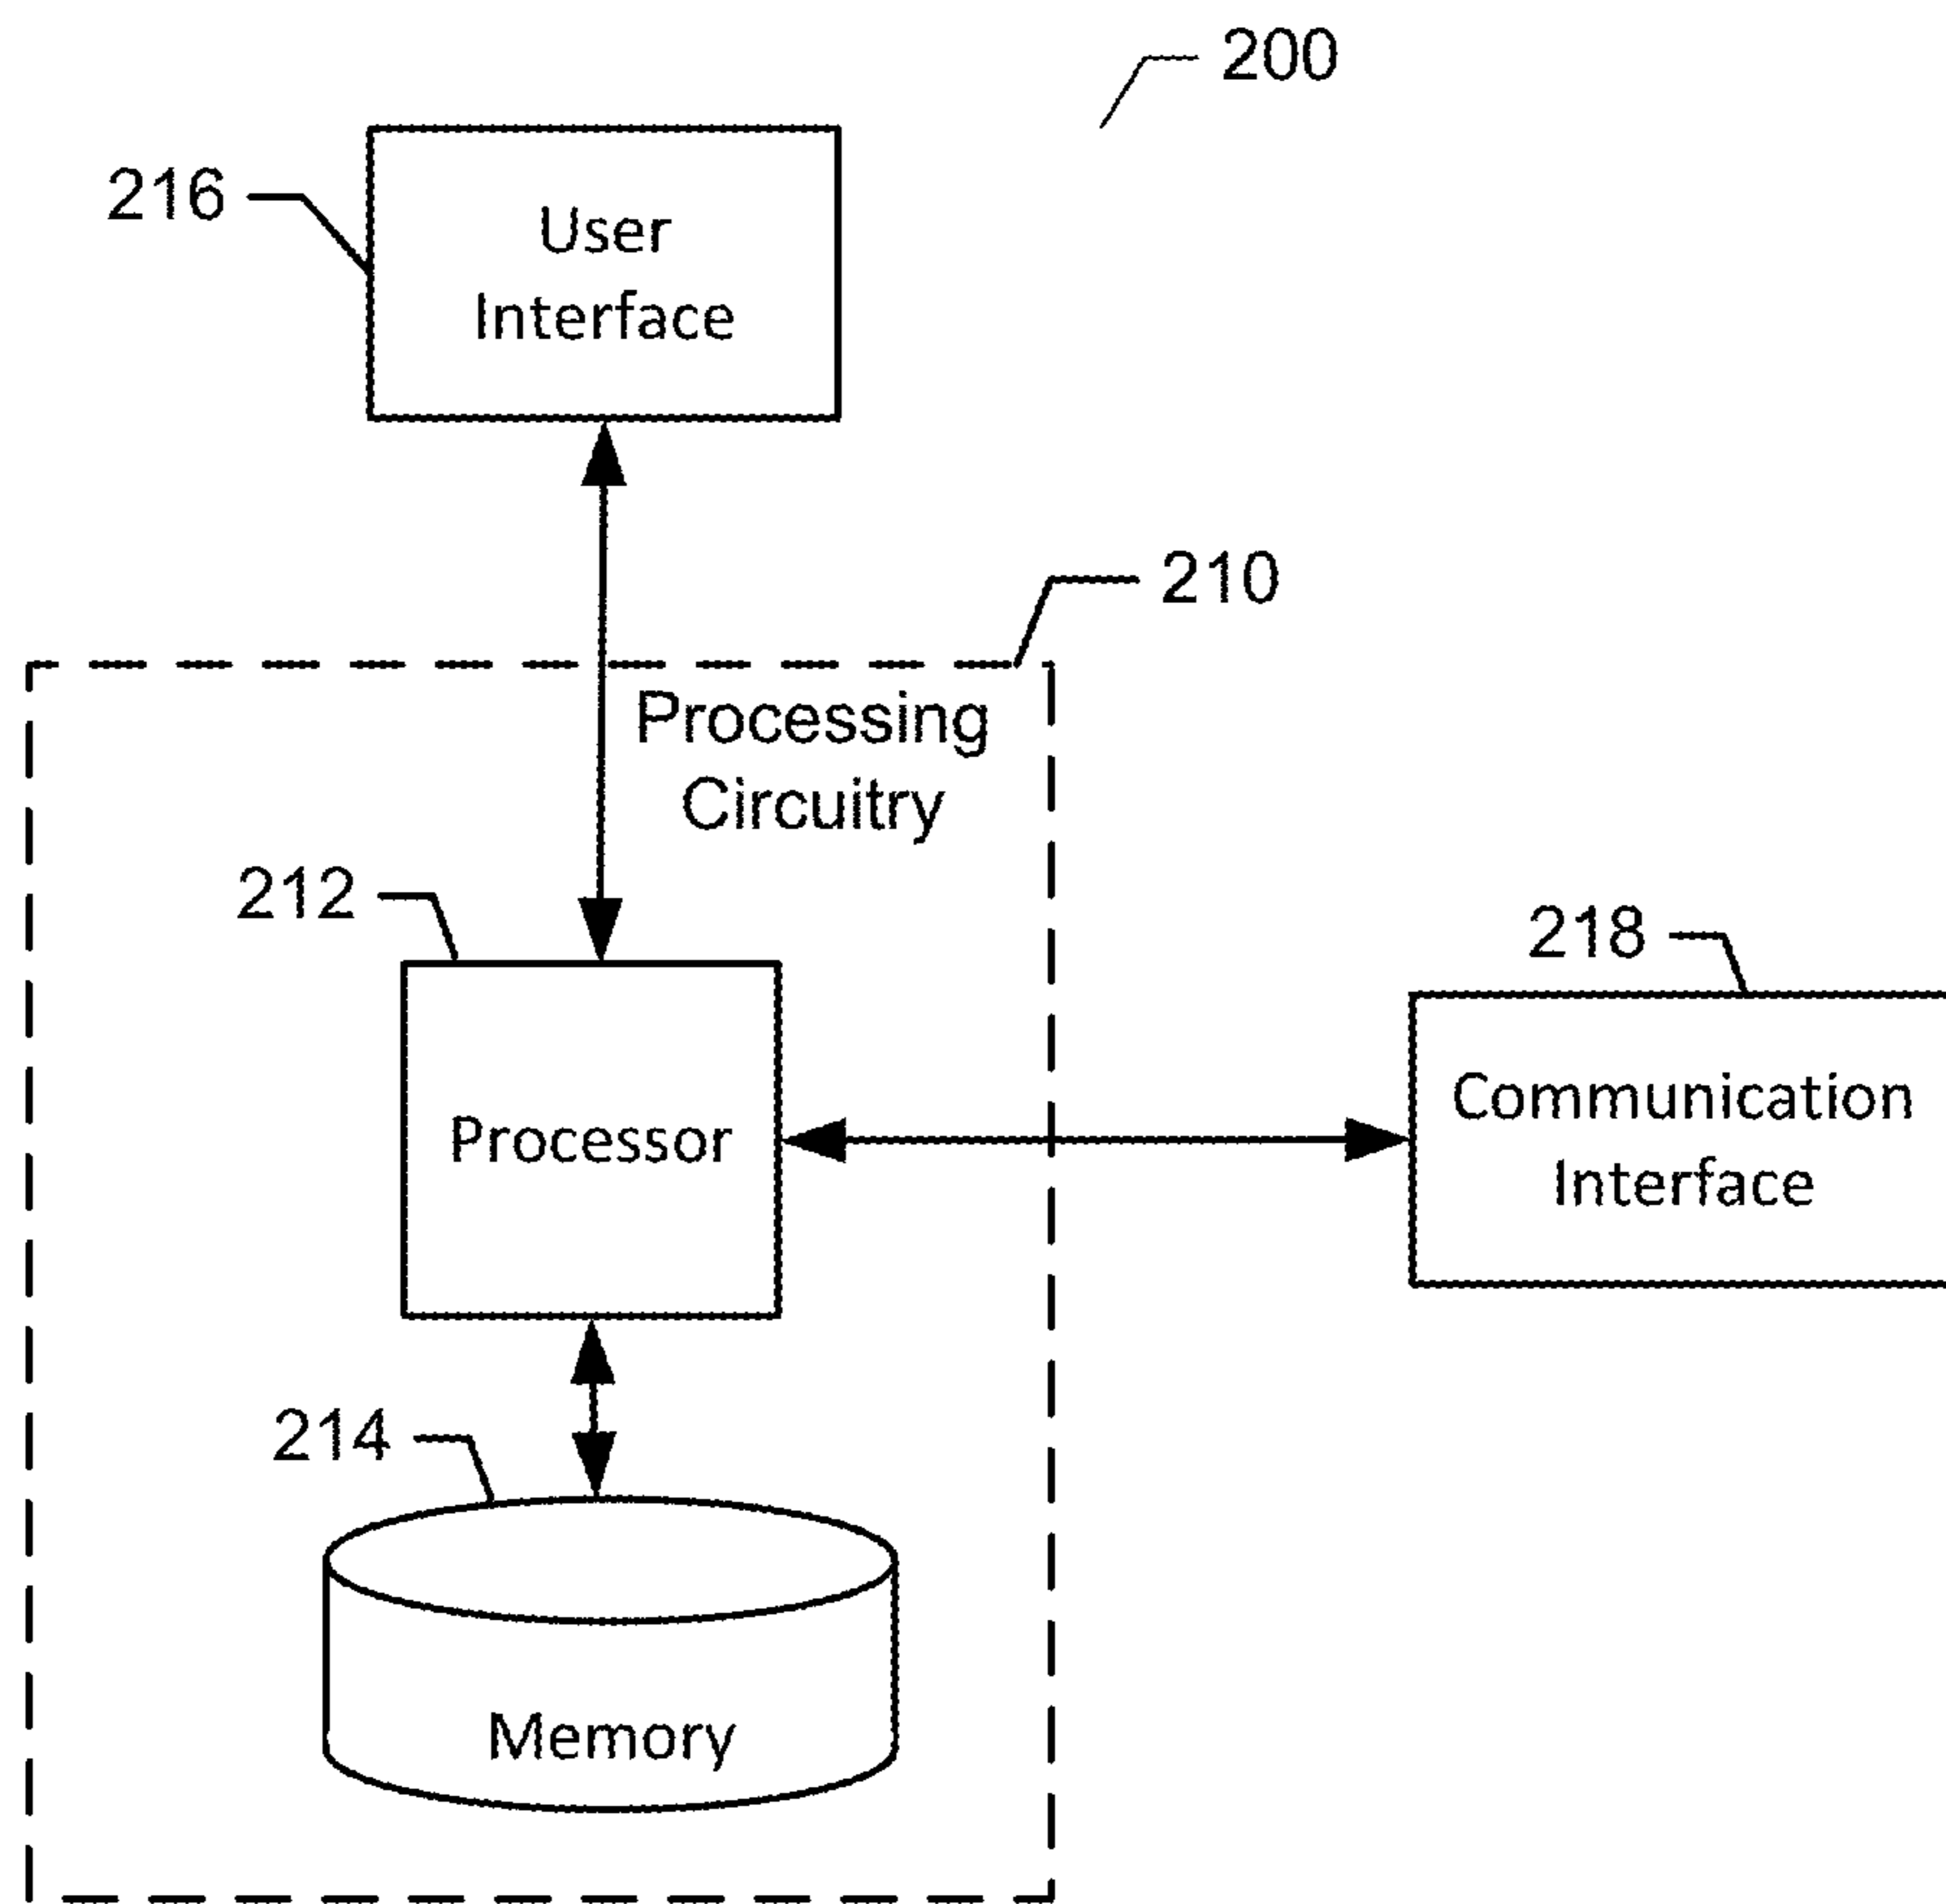 200
216
User
Interface
210
Processing
Circuitry
212
218
Processor
Communication
Interface
214
Memory